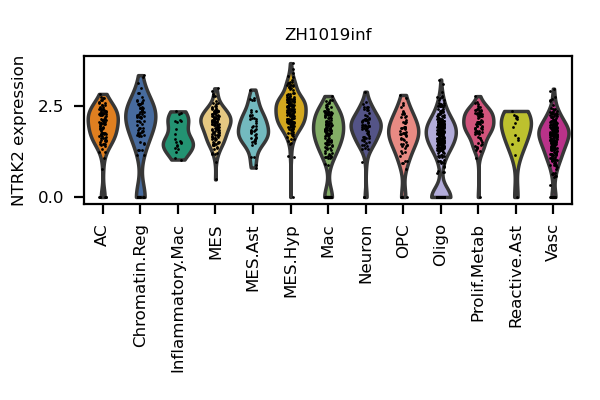 ZH1019inf
NTRK2 expression
2.5
0.0
AC
Chromatin.Reg
Inflammatory.Mac
MES
MES.Ast
MES.Hyp
Mac
Neuron
OPC
Oligo
Prolif.Metab
Reactive.Ast
Vasc